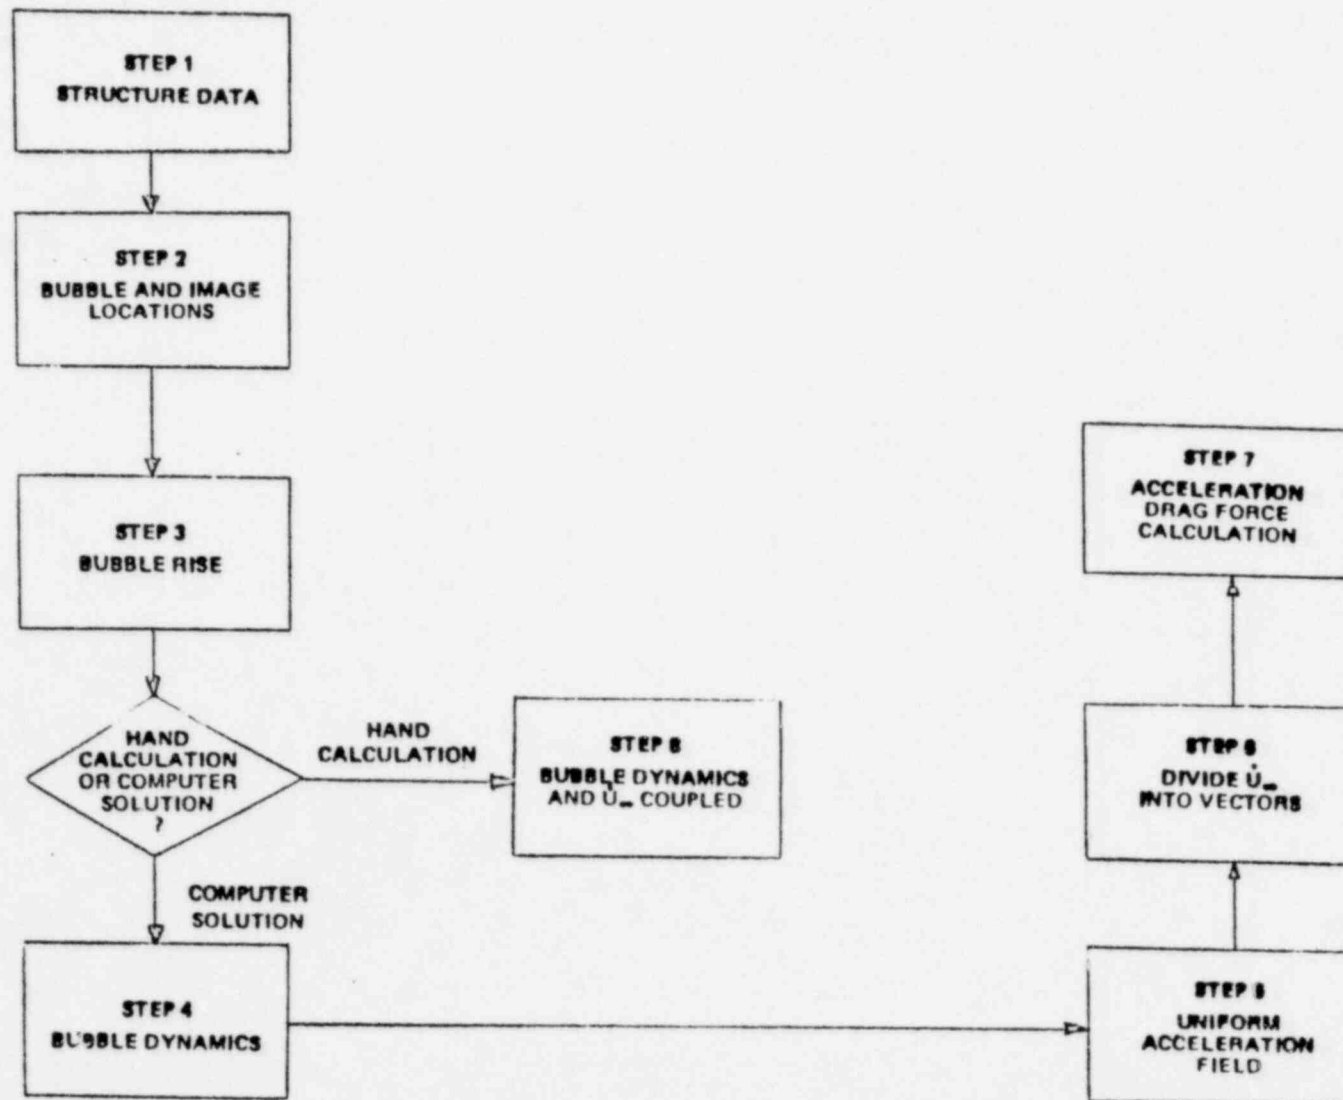 STEP 1
STRUCTURE DATA
STEP 2
BUBBLE AND IMAGE
LOCATIONS
STEP 3
BUBBLE RISE
HAND
CALCULATION
OR COMPUTER
SOLUTION
?
HAND
CALCULATION
STEP 8
BUBBLE DYNAMICS
AND U̇∞ COUPLED
COMPUTER
SOLUTION
STEP 4
BUBBLE DYNAMICS
STEP 5
UNIFORM
ACCELERATION
FIELD
STEP 6
DIVIDE U̇∞
INTO VECTORS
STEP 7
ACCELERATION
DRAG FORCE
CALCULATION